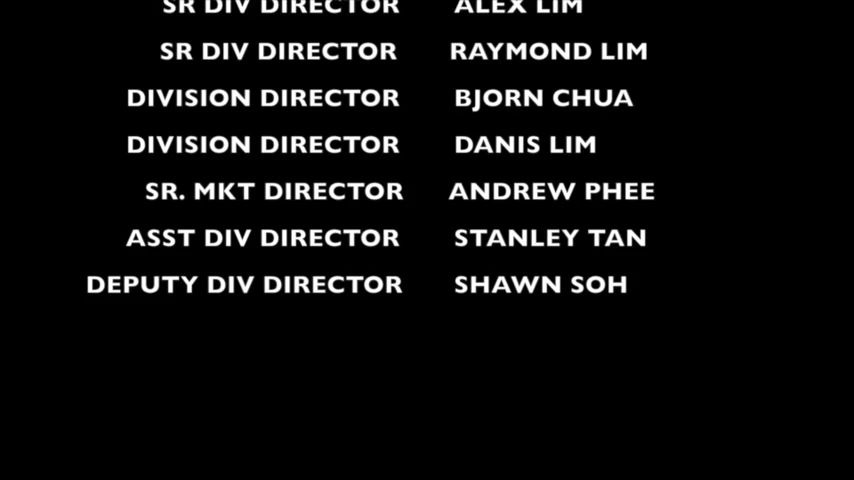 SR DIV DIRECTOR ALEX LIM
SR DIV DIRECTOR RAYMOND LIM
DIVISION DIRECTOR BJORN CHUA
DIVISION DIRECTOR DANIS LIM
SR. MKT DIRECTOR ANDREW PHEE
ASST DIV DIRECTOR STANLEY TAN
DEPUTY DIV DIRECTOR SHAWN SOH